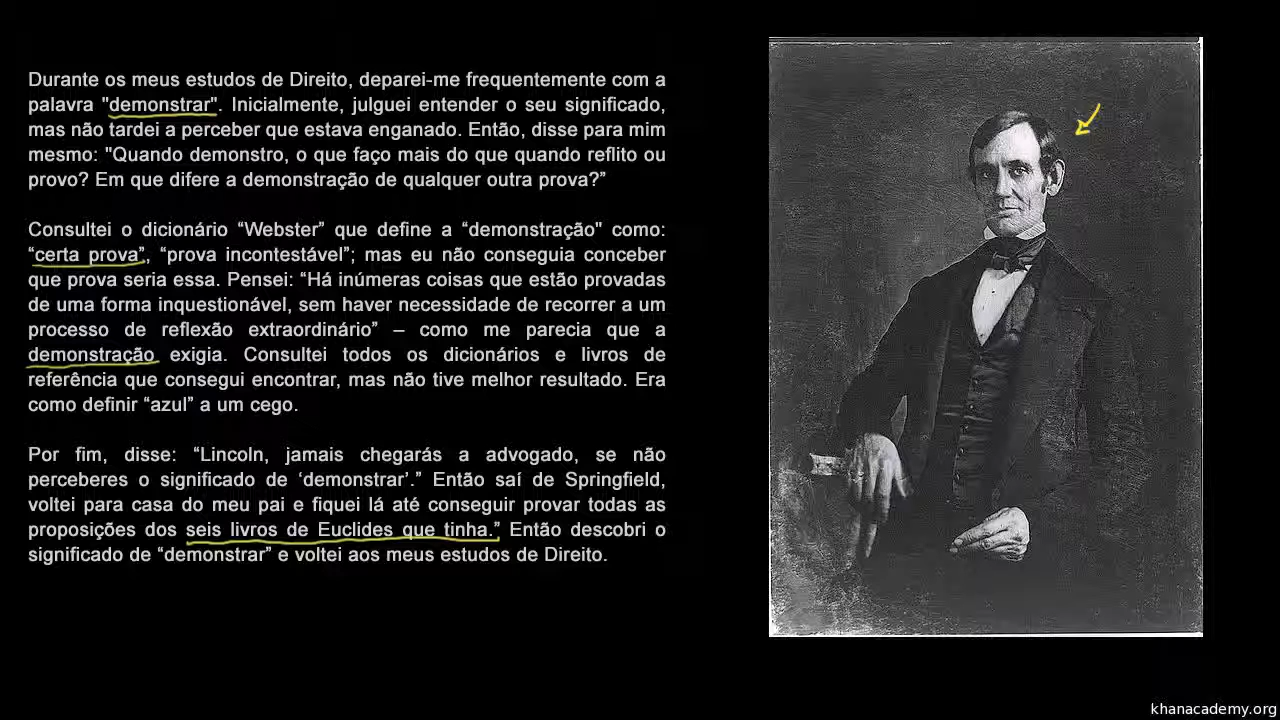 Durante os meus estudos de Direito, deparei-me frequentemente com a
palavra "demonstrar". Inicialmente, julguei entender o seu significado,
mas não tardei a perceber que estava enganado. Então, disse para mim
mesmo: "Quando demonstro, o que faço mais do que quando reflito ou
provo? Em que difere a demonstração de qualquer outra prova?”
Consultei o dicionário “Webster” que define a “demonstração" como:
“certa prova”, “prova incontestável”; mas eu não conseguia conceber
que prova seria essa. Pensei: “Há inúmeras coisas que estão provadas
de uma forma inquestionável, sem haver necessidade de recorrer a um
processo de reflexão extraordinário” – como me parecia que a
demonstração exigia. Consultei todos os dicionários e livros de
referência que consegui encontrar, mas não tive melhor resultado. Era
como definir “azul” a um cego.
Por fim, disse: “Lincoln, jamais chegarás a advogado, se não
perceberes o significado de ‘demonstrar’.” Então saí de Springfield,
voltei para casa do meu pai e fiquei lá até conseguir provar todas as
proposições dos seis livros de Euclides que tinha.” Então descobri o
significado de “demonstrar” e voltei aos meus estudos de Direito.
khanacademy.org